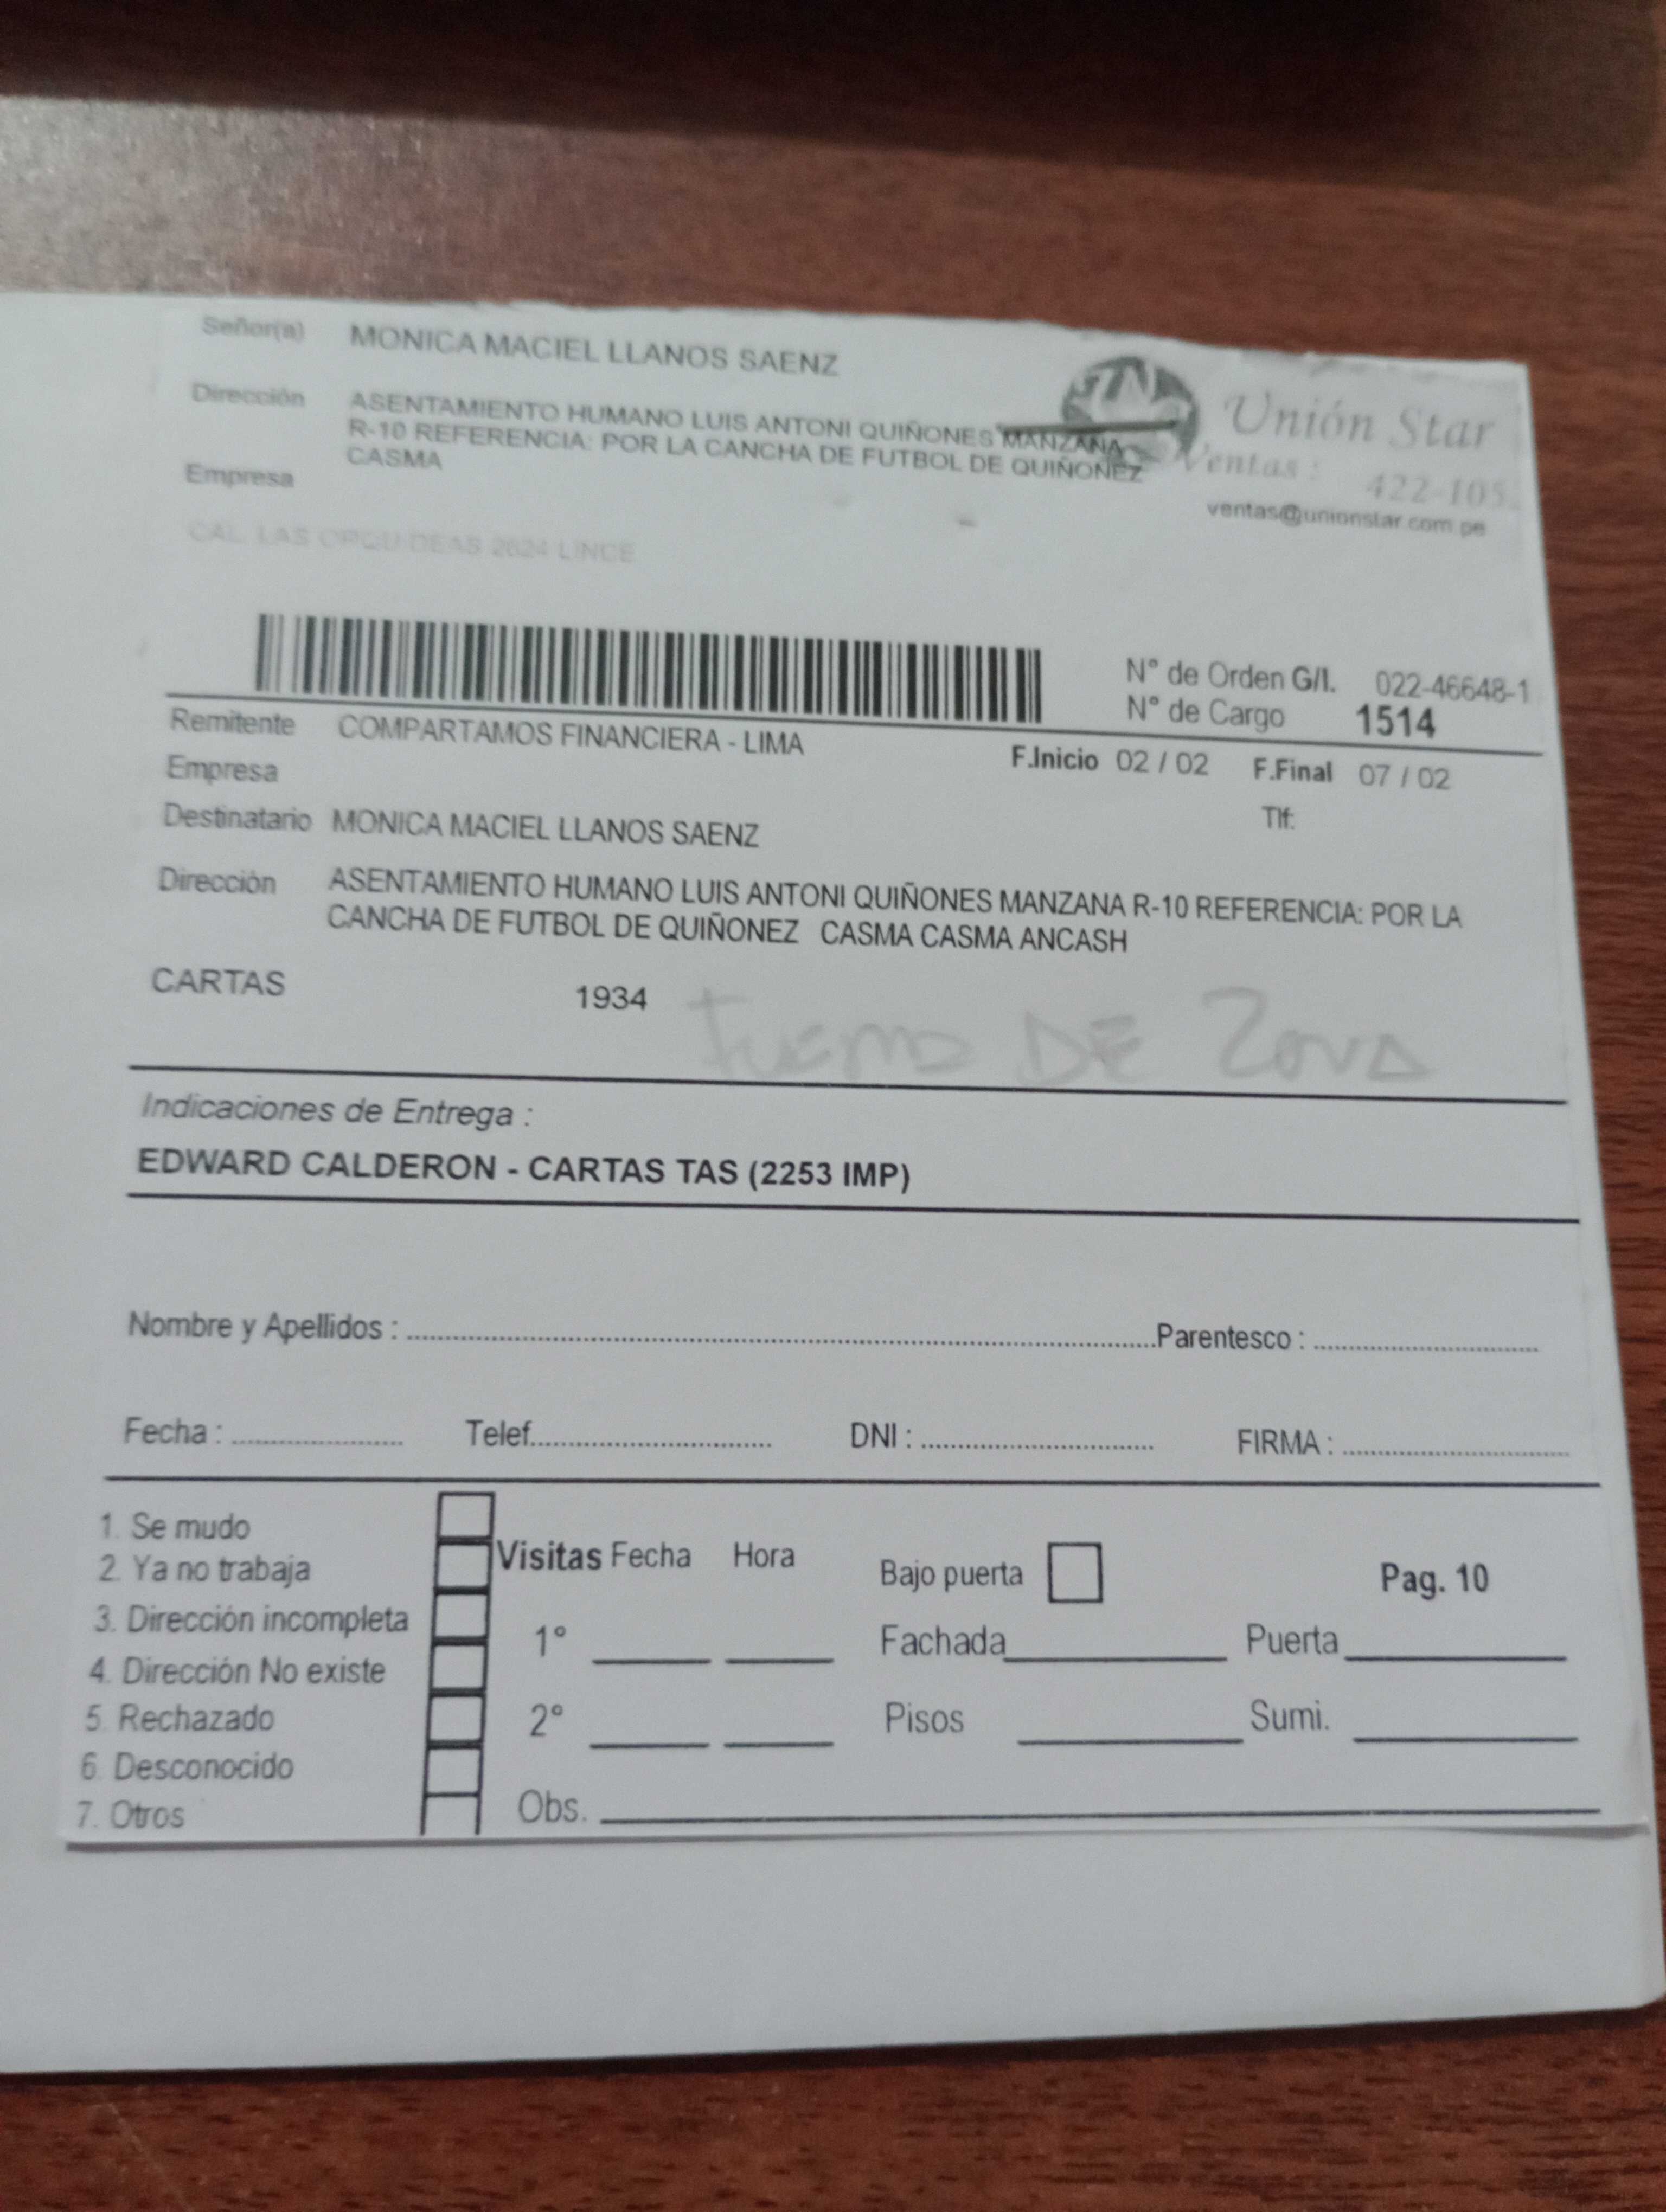 Señor(a) MONICA MACIEL LLANOS SAENZ
Dirección ASENTAMIENTO HUMANO LUIS ANTONI QUIÑONES MANZANA
R-10 REFERENCIA: POR LA CANCHA DE FUTBOL DE QUIÑONEZ
CASMA
Empresa
Unión Star
Ventas : 422-105
ventas@unionstar.com.pe
CAL. LAS ORQUIDEAS 2624 LINCE
N° de Orden G/I. 022-46648-1
N° de Cargo 1514
Remitente COMPARTAMOS FINANCIERA - LIMA
F.Inicio 02 / 02 F.Final 07 / 02
Empresa
Tlf:
Destinatario MONICA MACIEL LLANOS SAENZ
Dirección ASENTAMIENTO HUMANO LUIS ANTONI QUIÑONES MANZANA R-10 REFERENCIA: POR LA
CANCHA DE FUTBOL DE QUIÑONEZ CASMA CASMA ANCASH
CARTAS 1934 FUERA DE ZONA
Indicaciones de Entrega :
EDWARD CALDERON - CARTAS TAS (2253 IMP)
Nombre y Apellidos : Parentesco :
Fecha : Telef. DNI : FIRMA :
1. Se mudo
2. Ya no trabaja
3. Dirección incompleta
4. Dirección No existe
5. Rechazado
6. Desconocido
7. Otros
Visitas Fecha Hora
1°
2°
Obs.
Bajo puerta Pag. 10
Fachada Puerta
Pisos Sumi.